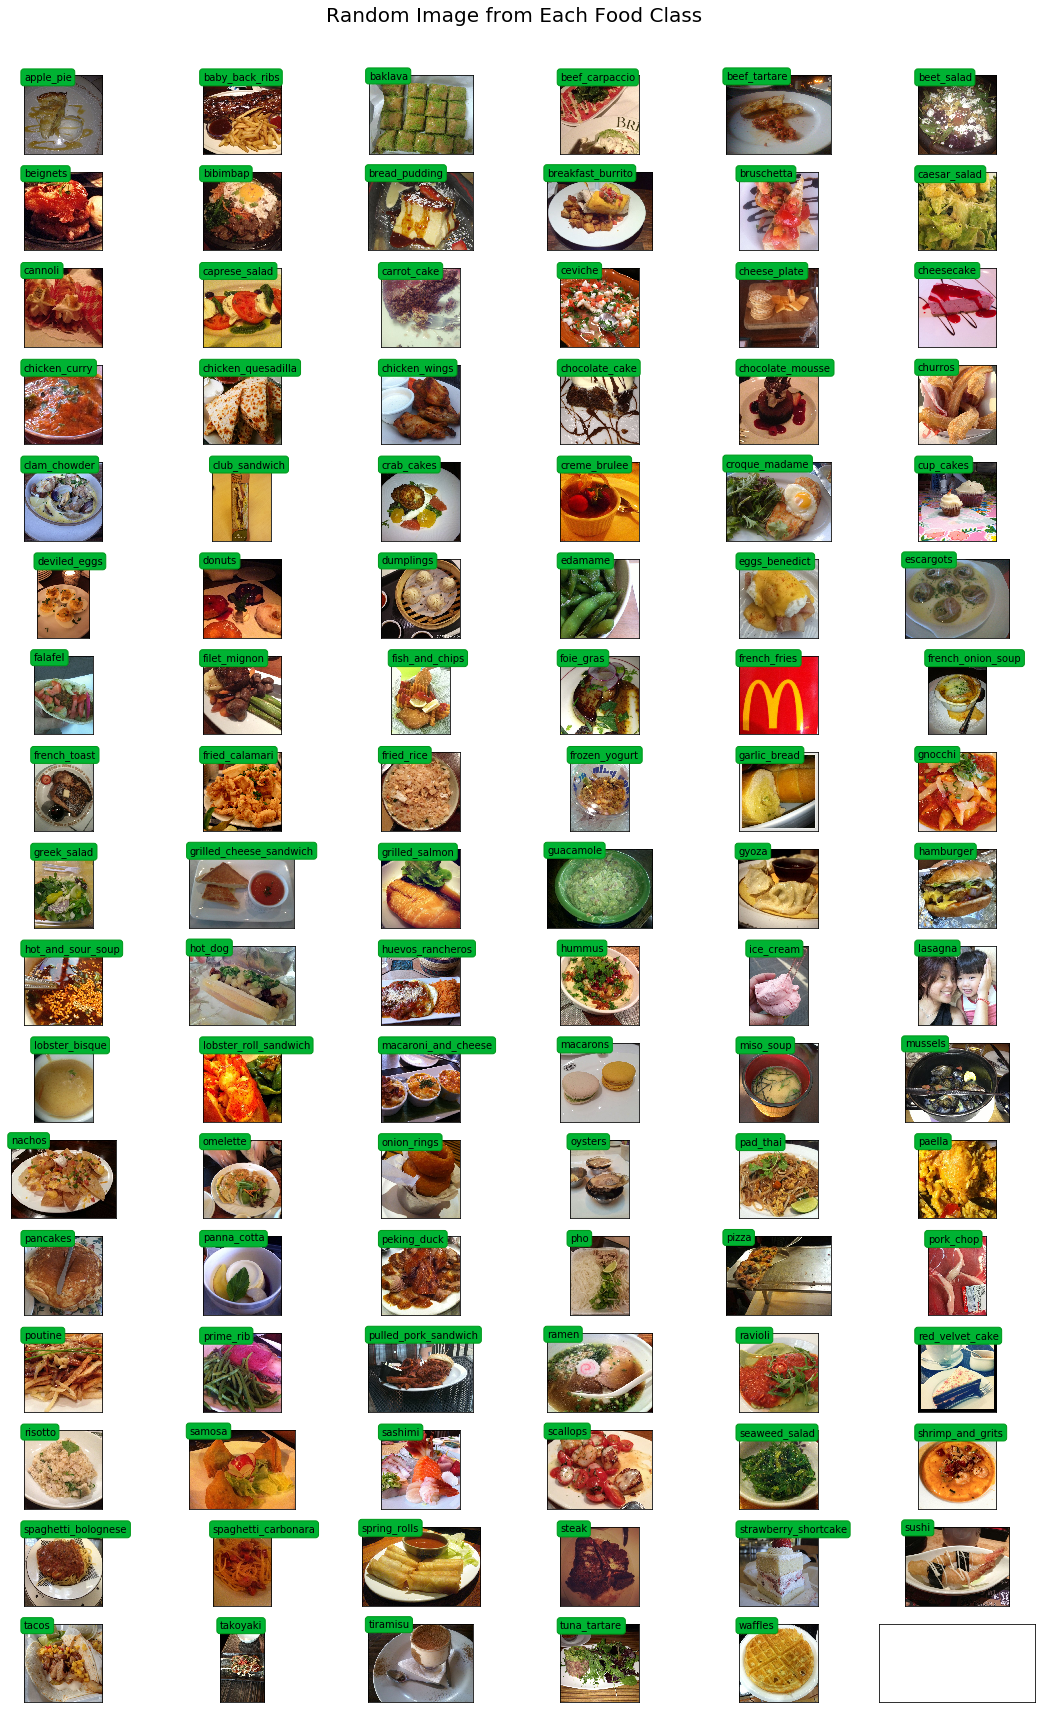 Random Image from Each Food Class
apple_pie
baby_back_ribs
baklava
beef_carpaccio
beef_tartare
beet_salad
beignets
bibimbap
bread_pudding
breakfast_burrito
bruschetta
caesar_salad
cannoli
caprese_salad
carrot_cake
ceviche
cheese_plate
cheesecake
chicken_curry
chicken_quesadilla
chicken_wings
chocolate_cake
chocolate_mousse
churros
clam_chowder
club_sandwich
crab_cakes
creme_brulee
croque_madame
cup_cakes
deviled_eggs
donuts
dumplings
edamame
eggs_benedict
escargots
falafel
filet_mignon
fish_and_chips
foie_gras
french_fries
french_onion_soup
french_toast
fried_calamari
fried_rice
frozen_yogurt
garlic_bread
gnocchi
greek_salad
grilled_cheese_sandwich
grilled_salmon
guacamole
gyoza
hamburger
hot_and_sour_soup
hot_dog
huevos_rancheros
hummus
ice_cream
lasagna
lobster_bisque
lobster_roll_sandwich
macaroni_and_cheese
macarons
miso_soup
mussels
nachos
omelette
onion_rings
oysters
pad_thai
paella
pancakes
panna_cotta
peking_duck
pho
pizza
pork_chop
poutine
prime_rib
pulled_pork_sandwich
ramen
ravioli
red_velvet_cake
risotto
samosa
sashimi
scallops
seaweed_salad
shrimp_and_grits
spaghetti_bolognese
spaghetti_carbonara
spring_rolls
steak
strawberry_shortcake
sushi
tacos
takoyaki
tiramisu
tuna_tartare
waffles